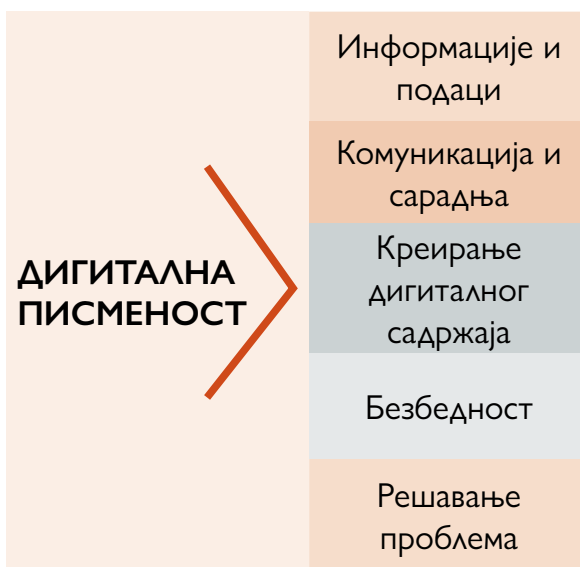 ДИГИТАЛНА
ПИСМЕНОСТ
Информације и
подаци
Комуникација и
сарадња
Креирање
дигиталног
садржаја
Безбедност
Решавање
проблема